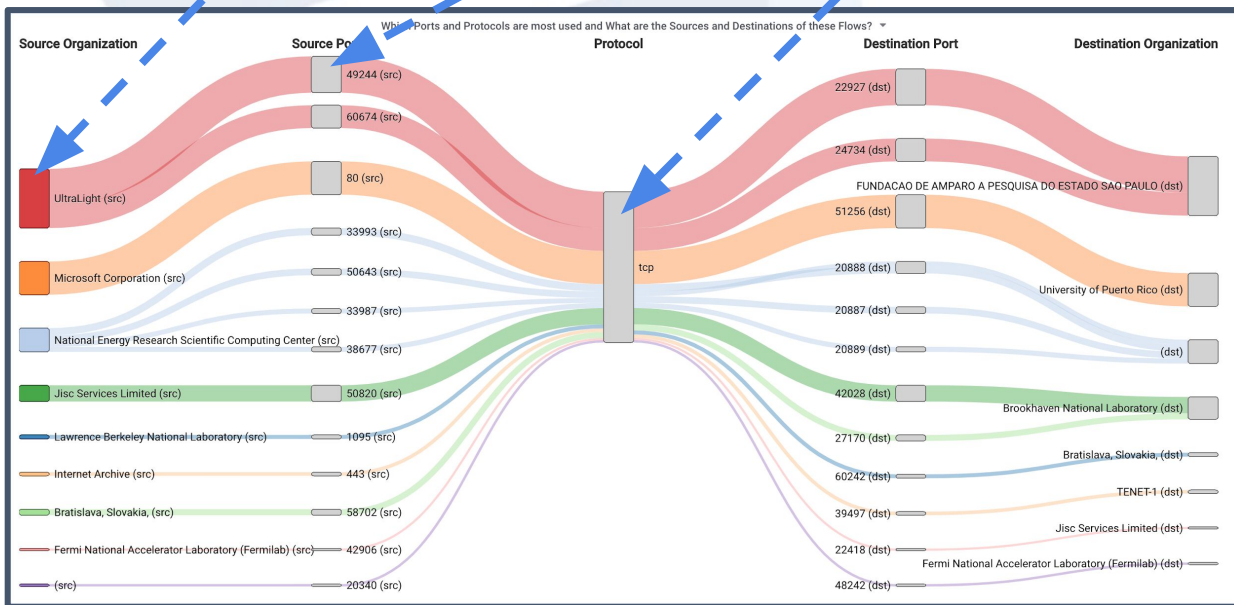 Which Ports and Protocols are most used and What are the Sources and Destinations of these Flows?
Source Organization
Source Port
Protocol
Destination Port
Destination Organization
49244 (src)
60674 (src)
80 (src)
33993 (src)
50643 (src)
33987 (src)
38677 (src)
50820 (src)
1095 (src)
443 (src)
58702 (src)
42906 (src)
20340 (src)
UltraLight (src)
Microsoft Corporation (src)
National Energy Research Scientific Computing Center (src)
Jisc Services Limited (src)
Lawrence Berkeley National Laboratory (src)
Internet Archive (src)
Bratislava, Slovakia, (src)
Fermi National Accelerator Laboratory (Fermilab) (src)
(src)
tcp
22927 (dst)
24734 (dst)
51256 (dst)
20888 (dst)
20887 (dst)
20889 (dst)
42028 (dst)
27170 (dst)
60242 (dst)
39497 (dst)
22418 (dst)
48242 (dst)
FUNDACAO DE AMPARO A PESQUISA DO ESTADO SAO PAULO (dst)
University of Puerto Rico (dst)
(dst)
Brookhaven National Laboratory (dst)
Bratislava, Slovakia, (dst)
TENET-1 (dst)
Jisc Services Limited (dst)
Fermi National Accelerator Laboratory (Fermilab) (dst)